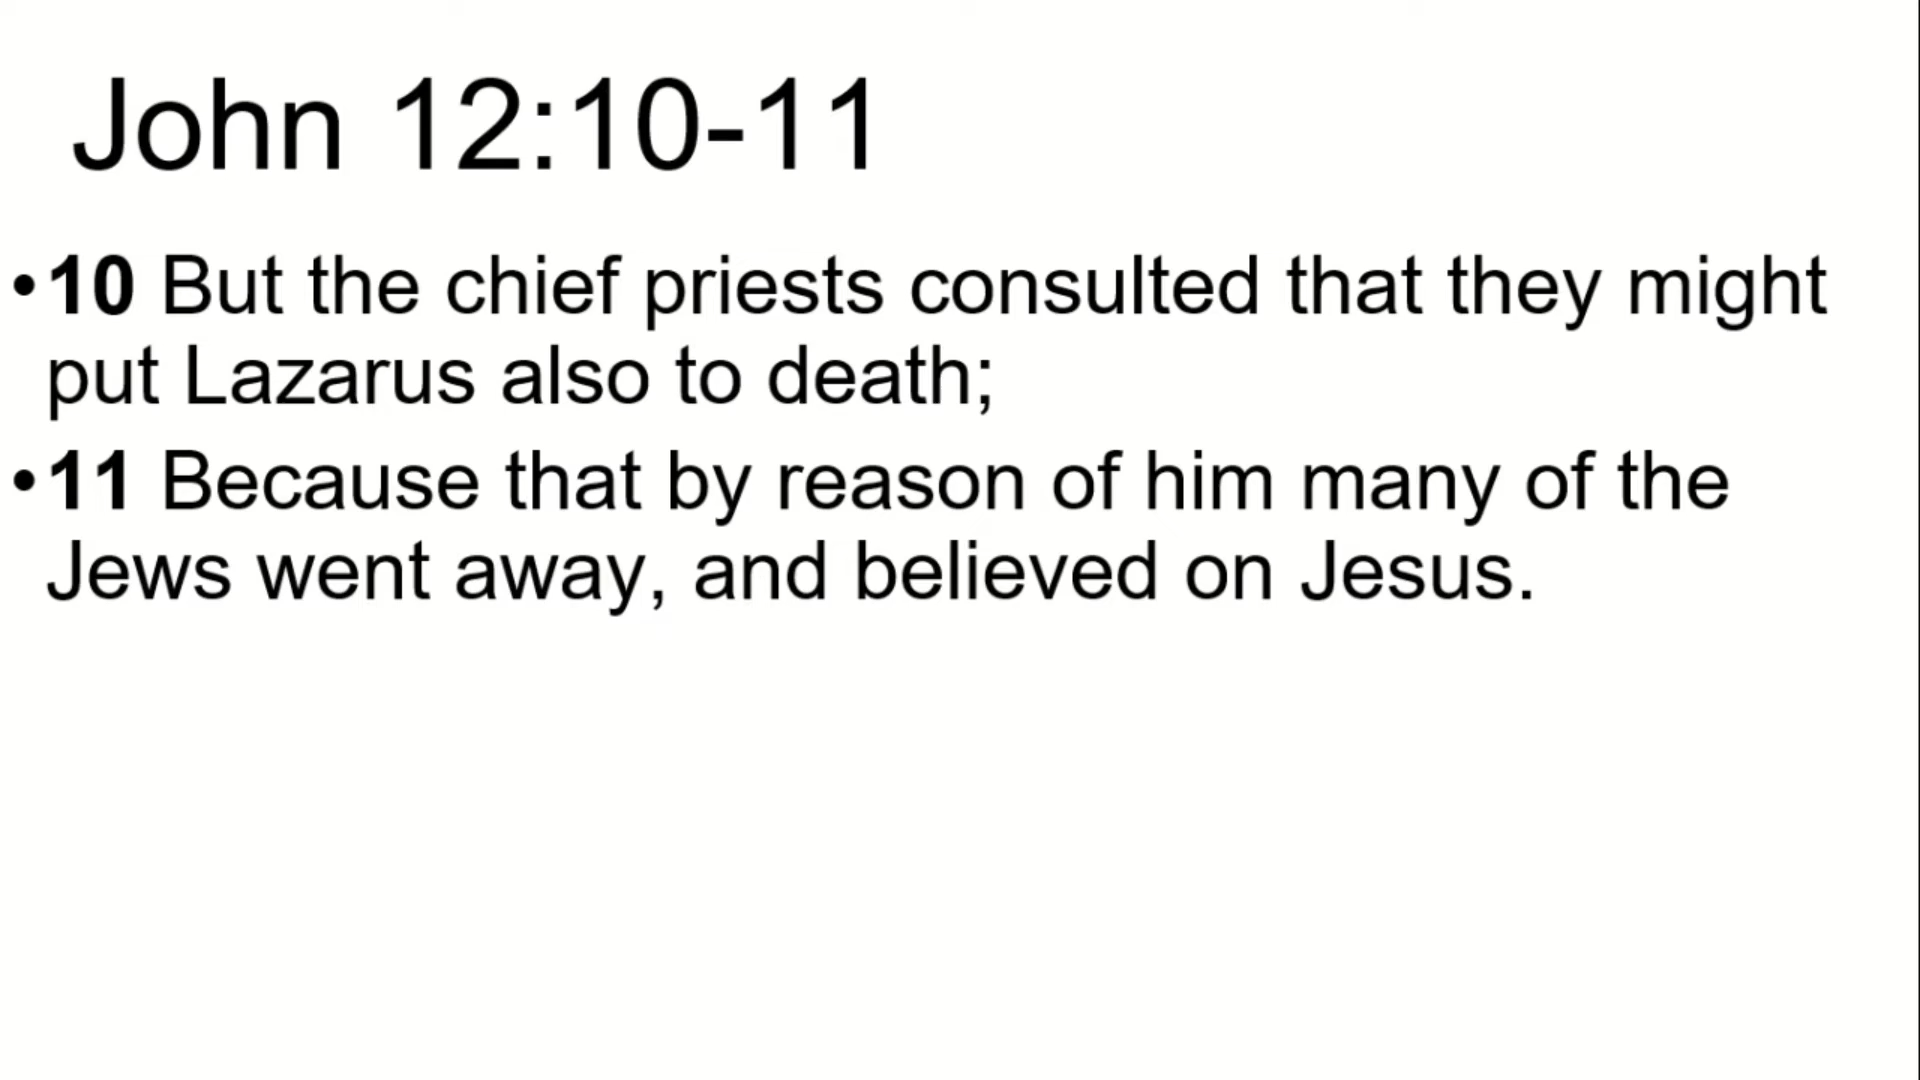 John 12:10-11
•10 But the chief priests consulted that they might
put Lazarus also to death;
•11 Because that by reason of him many of the
Jews went away, and believed on Jesus.